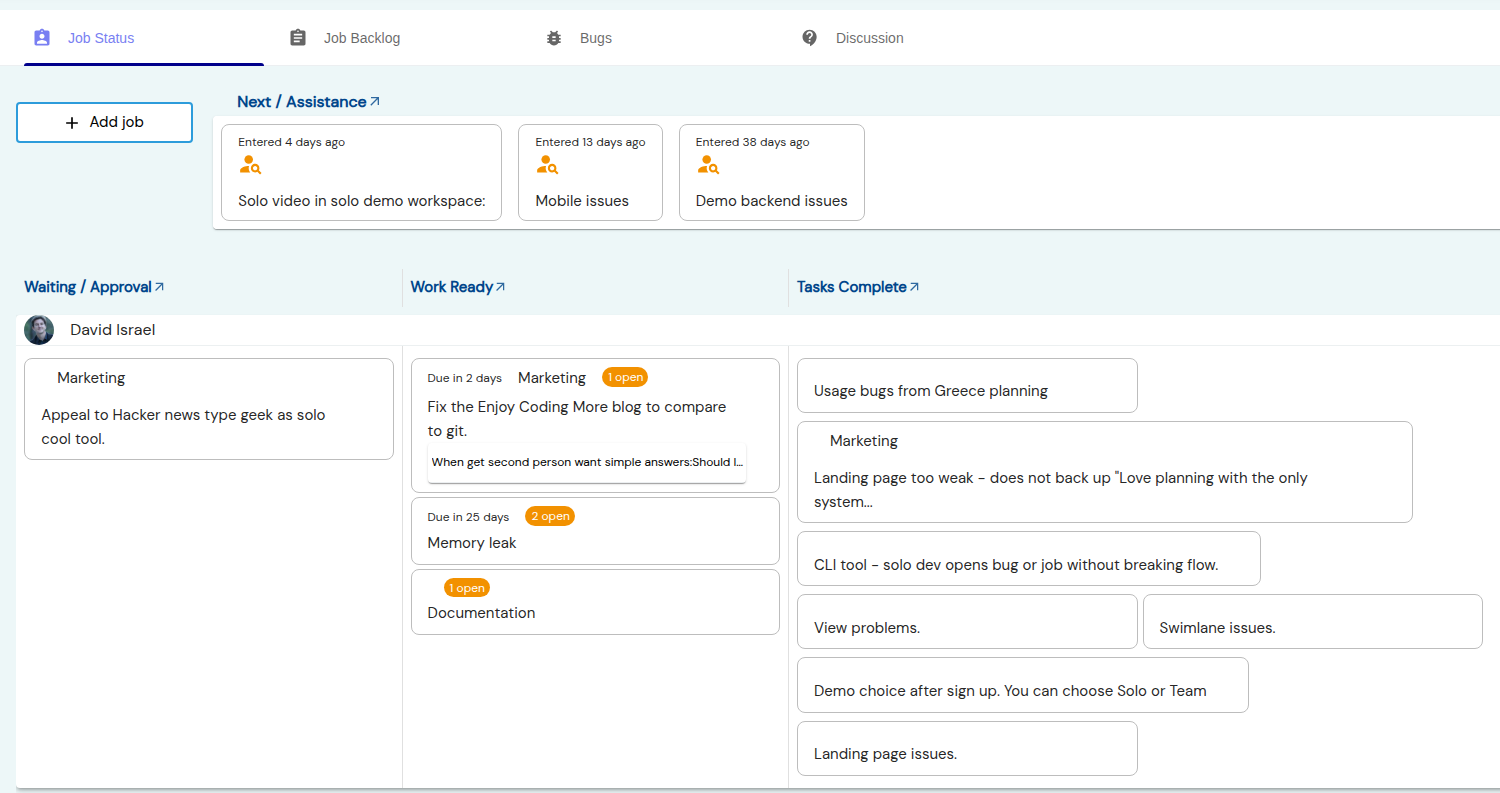 Job Status
Job Backlog
Bugs
Discussion
Add job
Next / Assistance
Entered 4 days ago
Solo video in solo demo workspace:
Entered 13 days ago
Mobile issues
Entered 38 days ago
Demo backend issues
Waiting / Approval
Work Ready
Tasks Complete
David Israel
Marketing
Appeal to Hacker news type geek as solo
cool tool.
Due in 2 days Marketing 1 open
Fix the Enjoy Coding More blog to compare
to git.
When get second person want simple answers:Should I...
Due in 25 days 2 open
Memory leak
1 open
Documentation
Usage bugs from Greece planning
Marketing
Landing page too weak - does not back up "Love planning with the only
system...
CLI tool - solo dev opens bug or job without breaking flow.
View problems.
Swimlane issues.
Demo choice after sign up. You can choose Solo or Team
Landing page issues.